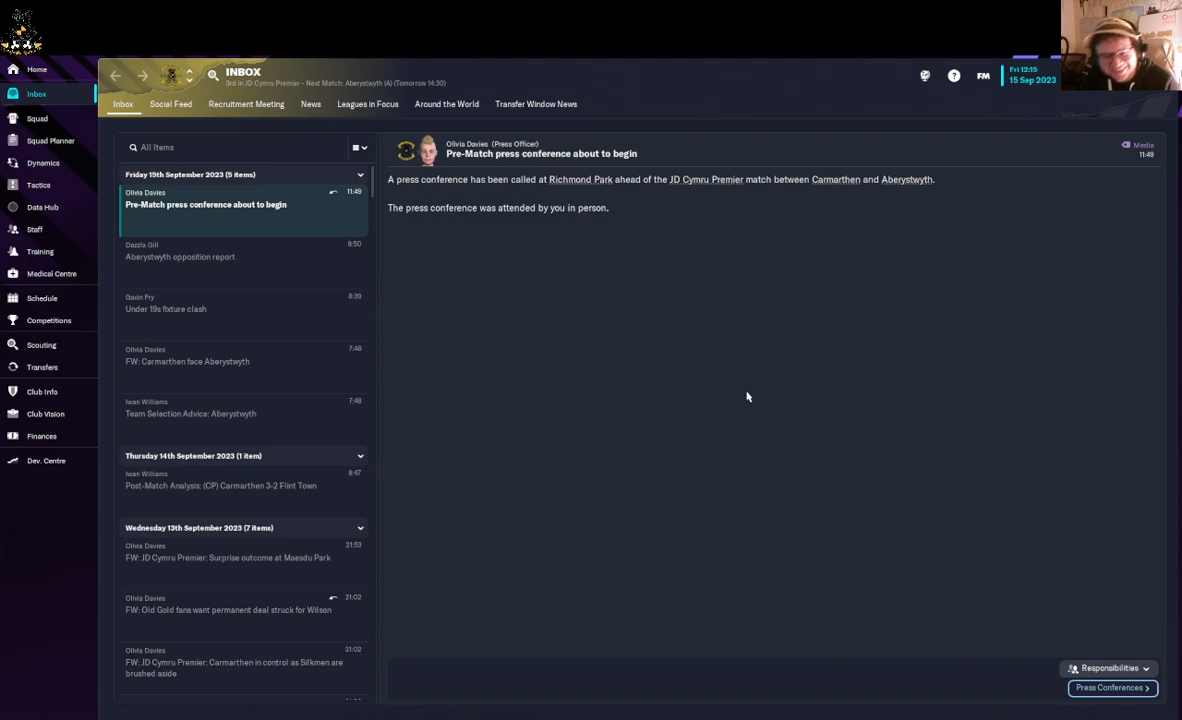 Home
Inbox
Squad
Squad Planner
Dynamics
Tactics
Data Hub
Staff
Training
Medical Centre
Schedule
Competitions
Scouting
Transfers
Club Info
Club Vision
Finances
Dev. Centre
INBOX
3rd in JD Cymru Premier - Next Match: Aberystwyth (A) (Tomorrow 14:30)
FM
Fri 12:15
15 Sep 2023
Inbox
Social Feed
Recruitment Meeting
News
Leagues in Focus
Around the World
Transfer Window News
All Items
Friday 15th September 2023 (5 items)
Olivia Davies 11:49
Pre-Match press conference about to begin
Dazzla Gill 8:50
Aberystwyth opposition report
Gavin Fry 8:39
Under 19s fixture clash
Olivia Davies 7:48
FW: Carmarthen face Aberystwyth
Iwan Williams 7:48
Team Selection Advice: Aberystwyth
Thursday 14th September 2023 (1 item)
Iwan Williams 8:47
Post-Match Analysis: (CP) Carmarthen 3-2 Flint Town
Wednesday 13th September 2023 (7 items)
Olivia Davies 21:53
FW: JD Cymru Premier: Surprise outcome at Maesdu Park
Olivia Davies 21:02
FW: Old Gold fans want permanent deal struck for Wilson
Olivia Davies 21:02
FW: JD Cymru Premier: Carmarthen in control as Silkmen are
brushed aside
Olivia Davies (Press Officer)
Pre-Match press conference about to begin
Media
11:49
A press conference has been called at Richmond Park ahead of the JD Cymru Premier match between Carmarthen and Aberystwyth.
The press conference was attended by you in person.
Responsibilities
Press Conferences